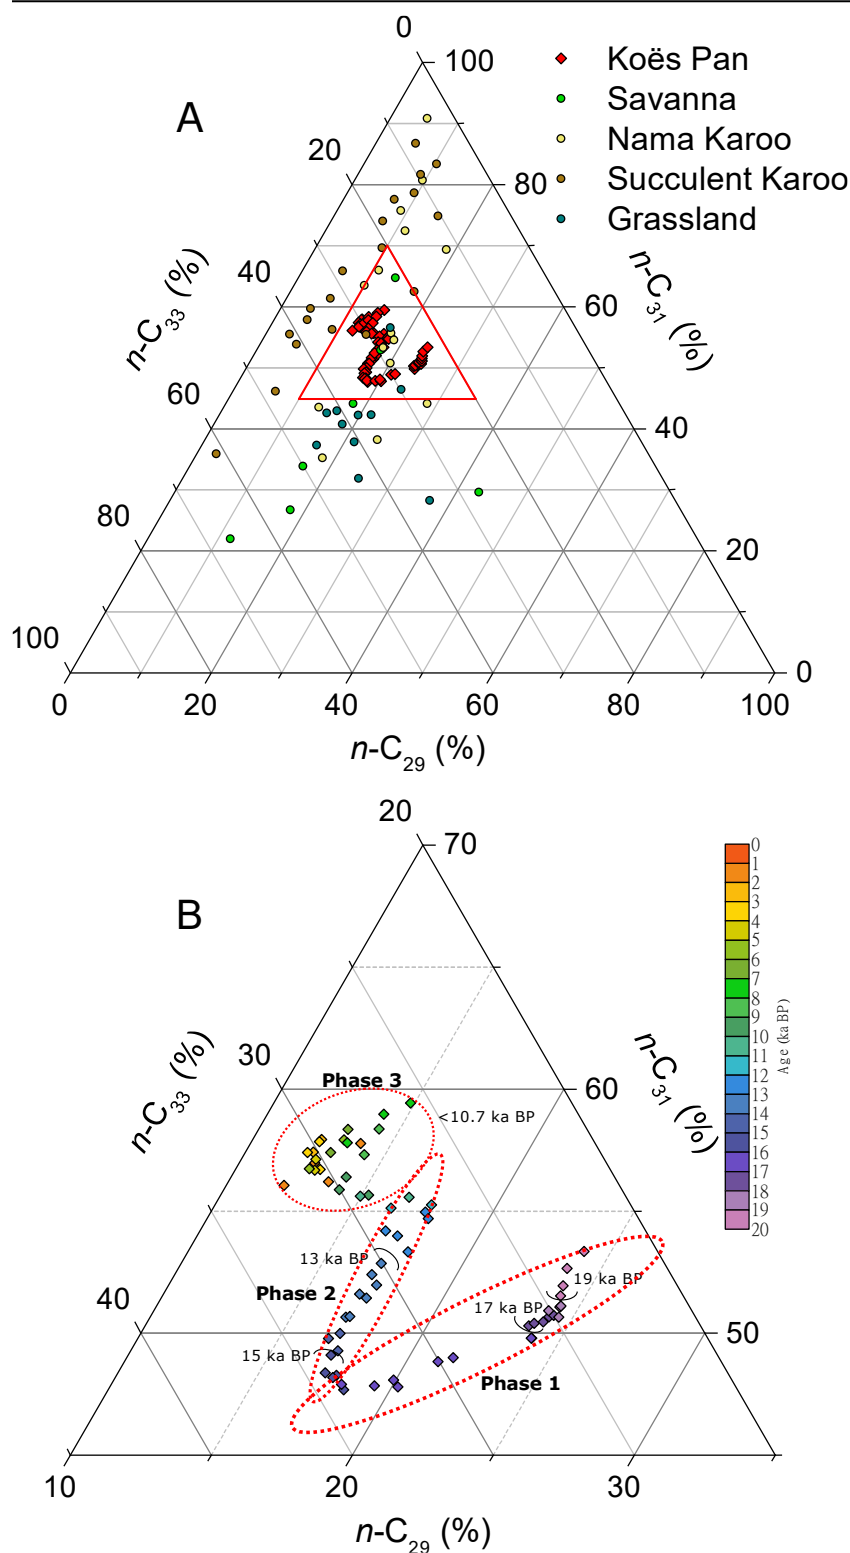 0
100
Koës Pan
A
Savanna
Nama Karoo
20
80
Succulent Karoo
Grassland
n-C33 (%)
n-C31 (%)
40
60
60
40
80
20
100
0
0 20 40 60 80 100
n-C29 (%)
20
70
B
0
1
2
3
4
5
6
7
8
9
10
11
12
13
14
15
16
17
18
19
20
Age (ka BP)
n-C33 (%)
n-C31 (%)
30
60
Phase 3
<10.7 ka BP
13 ka BP
Phase 2
19 ka BP
40
17 ka BP
50
15 ka BP
Phase 1
10 20 30
n-C29 (%)